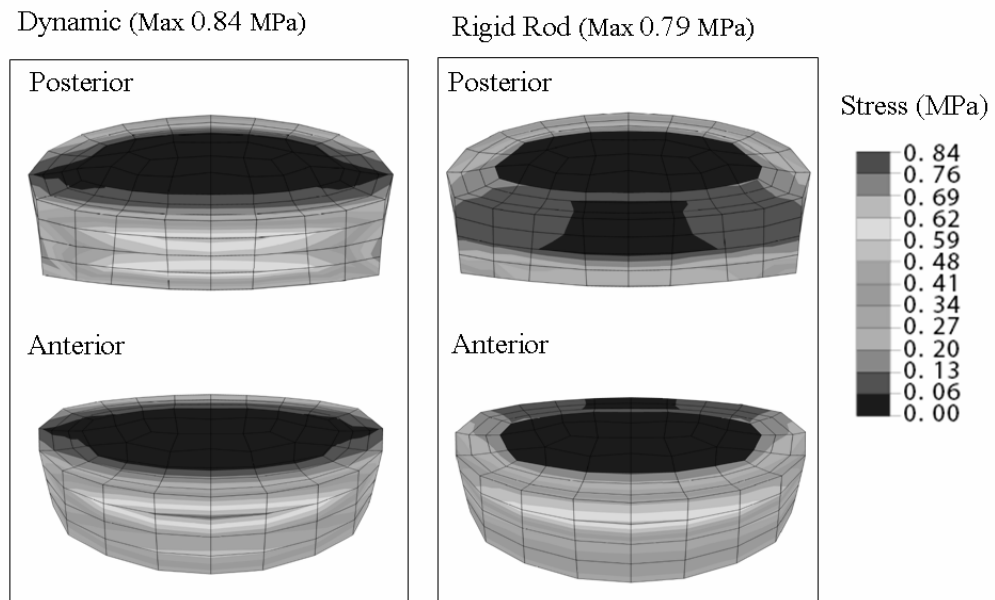 Dynamic (Max 0.84 MPa)
Rigid Rod (Max 0.79 MPa)
Posterior
Posterior
Anterior
Anterior
Stress (MPa)
0. 84
0. 76
0. 69
0. 62
0. 59
0. 48
0. 41
0. 34
0. 27
0. 20
0. 13
0. 06
0. 00